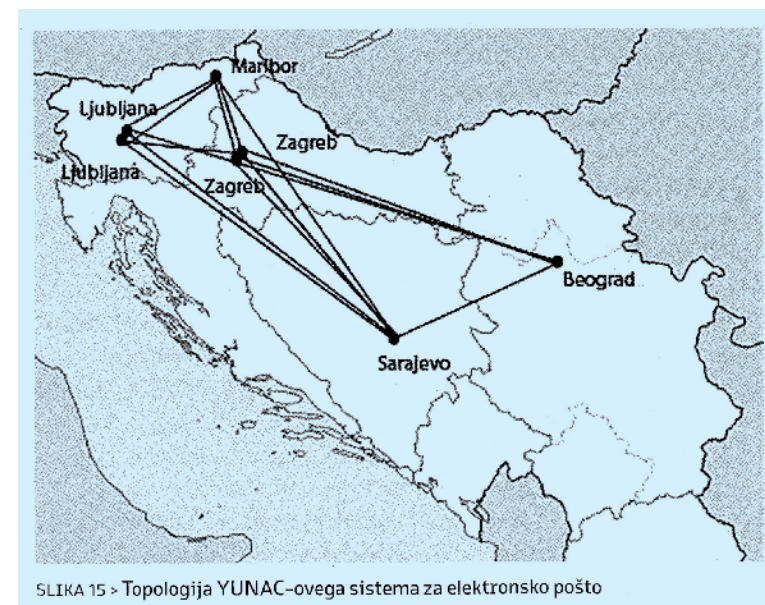 Maribor
Ljubljana
Zagreb
Ljubljana
Zagreb
Beograd
Sarajevo
SLIKA 15 > Topologija YUNAC-ovega sistema za elektronsko pošto